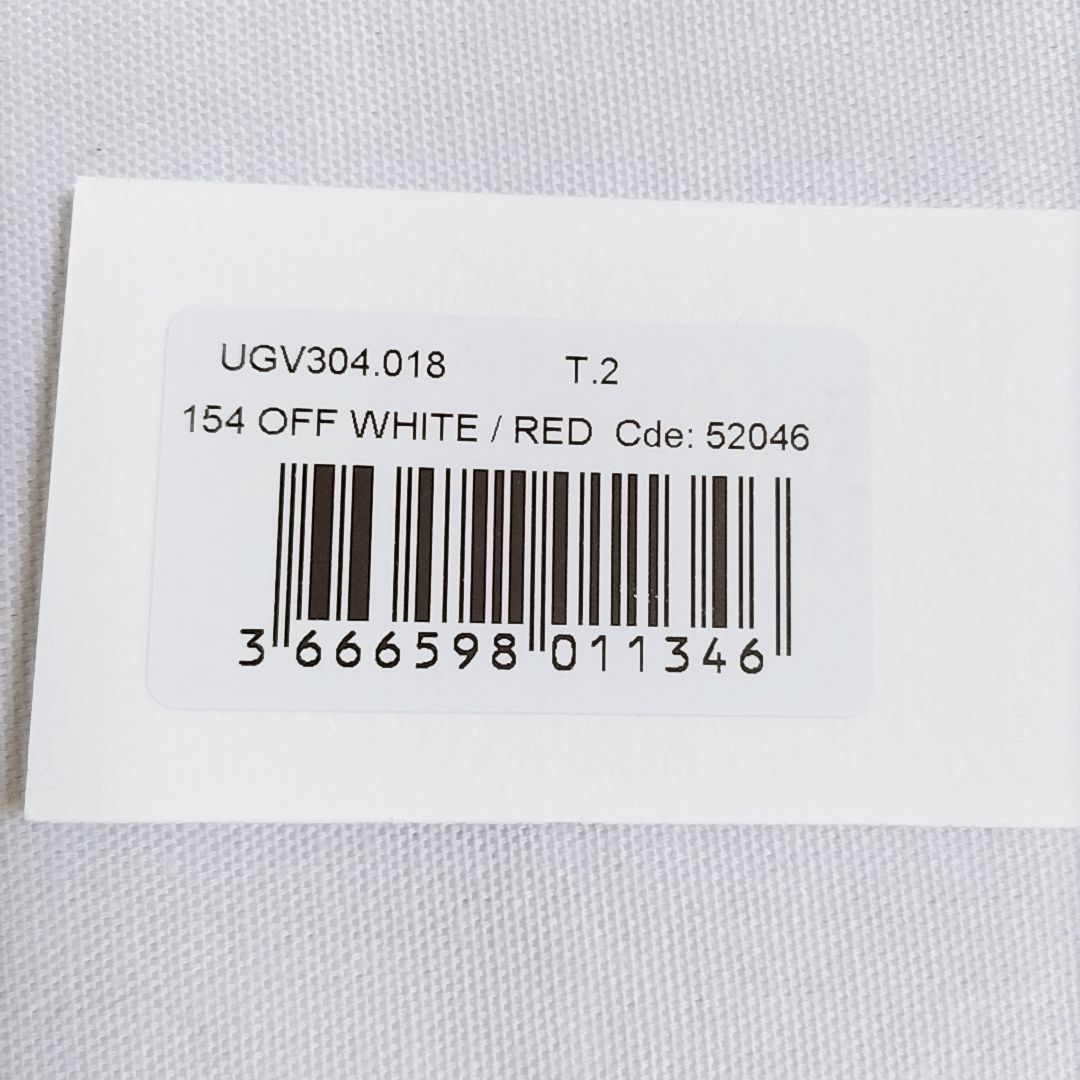 UGV304.018 T.2
154 OFF WHITE / RED Cde: 52046
3 666598 011346